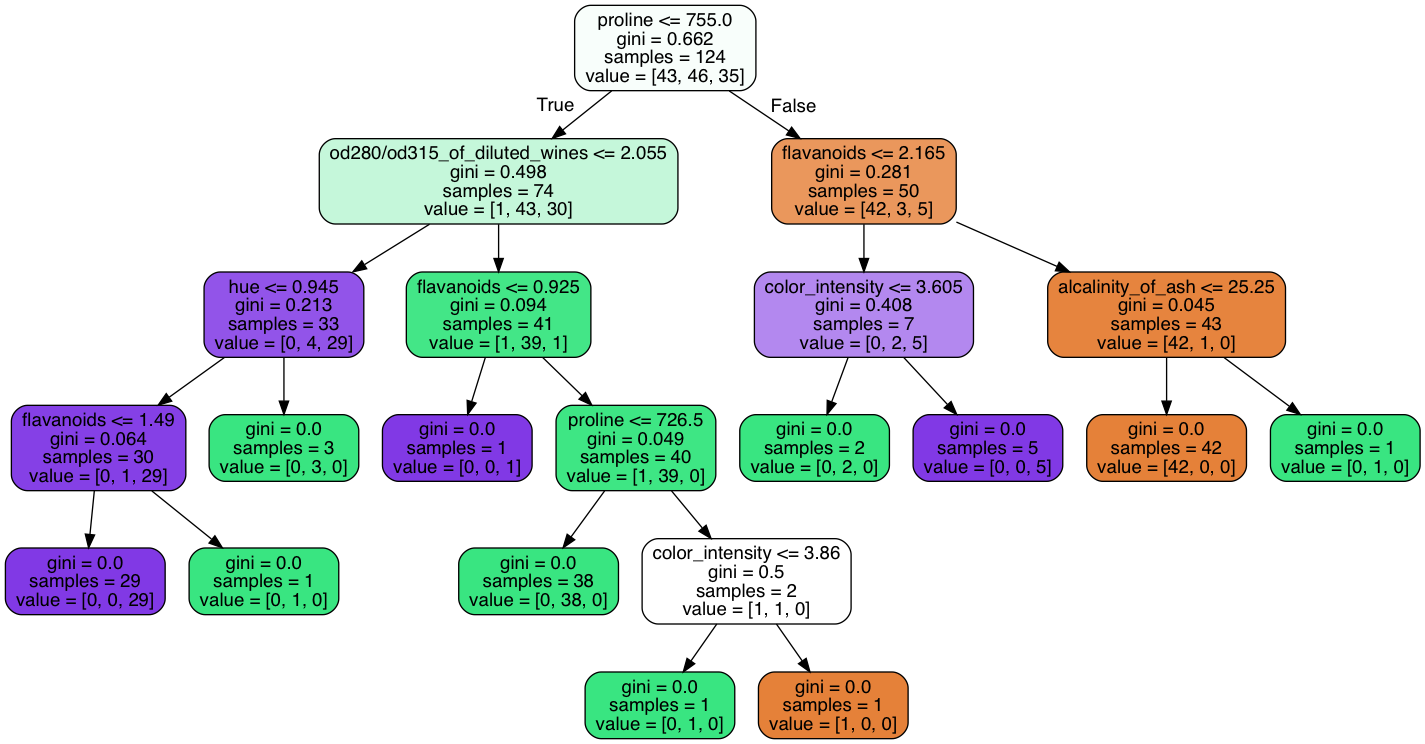 proline <= 755.0
gini = 0.662
samples = 124
value = [43, 46, 35]
True
False
od280/od315_of_diluted_wines <= 2.055
gini = 0.498
samples = 74
value = [1, 43, 30]
flavanoids <= 2.165
gini = 0.281
samples = 50
value = [42, 3, 5]
hue <= 0.945
gini = 0.213
samples = 33
value = [0, 4, 29]
flavanoids <= 0.925
gini = 0.094
samples = 41
value = [1, 39, 1]
color_intensity <= 3.605
gini = 0.408
samples = 7
value = [0, 2, 5]
alcalinity_of_ash <= 25.25
gini = 0.045
samples = 43
value = [42, 1, 0]
flavanoids <= 1.49
gini = 0.064
samples = 30
value = [0, 1, 29]
gini = 0.0
samples = 3
value = [0, 3, 0]
gini = 0.0
samples = 1
value = [0, 0, 1]
proline <= 726.5
gini = 0.049
samples = 40
value = [1, 39, 0]
gini = 0.0
samples = 2
value = [0, 2, 0]
gini = 0.0
samples = 5
value = [0, 0, 5]
gini = 0.0
samples = 42
value = [42, 0, 0]
gini = 0.0
samples = 1
value = [0, 1, 0]
gini = 0.0
samples = 29
value = [0, 0, 29]
gini = 0.0
samples = 1
value = [0, 1, 0]
gini = 0.0
samples = 38
value = [0, 38, 0]
color_intensity <= 3.86
gini = 0.5
samples = 2
value = [1, 1, 0]
gini = 0.0
samples = 1
value = [0, 1, 0]
gini = 0.0
samples = 1
value = [1, 0, 0]